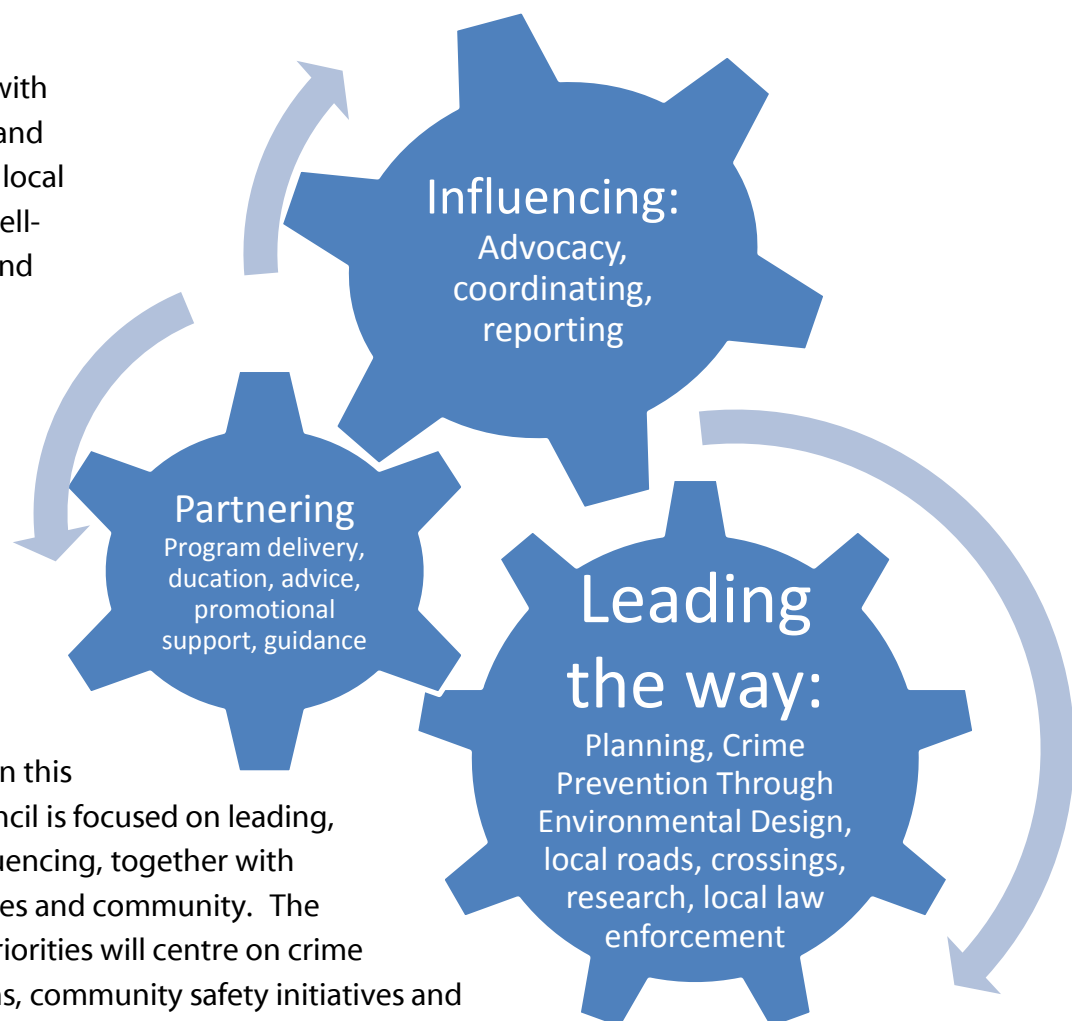 with
and
local
ell-
nd
Influencing:
Advocacy,
coordinating,
reporting
Partnering
Program delivery,
ducation, advice,
promotional
support, guidance
Leading
the way:
Planning, Crime
Prevention Through
Environmental Design,
local roads, crossings,
research, local law
enforcement
n this
ncil is focused on leading,
uencing, together with
es and community. The
riorities will centre on crime
ns, community safety initiatives and